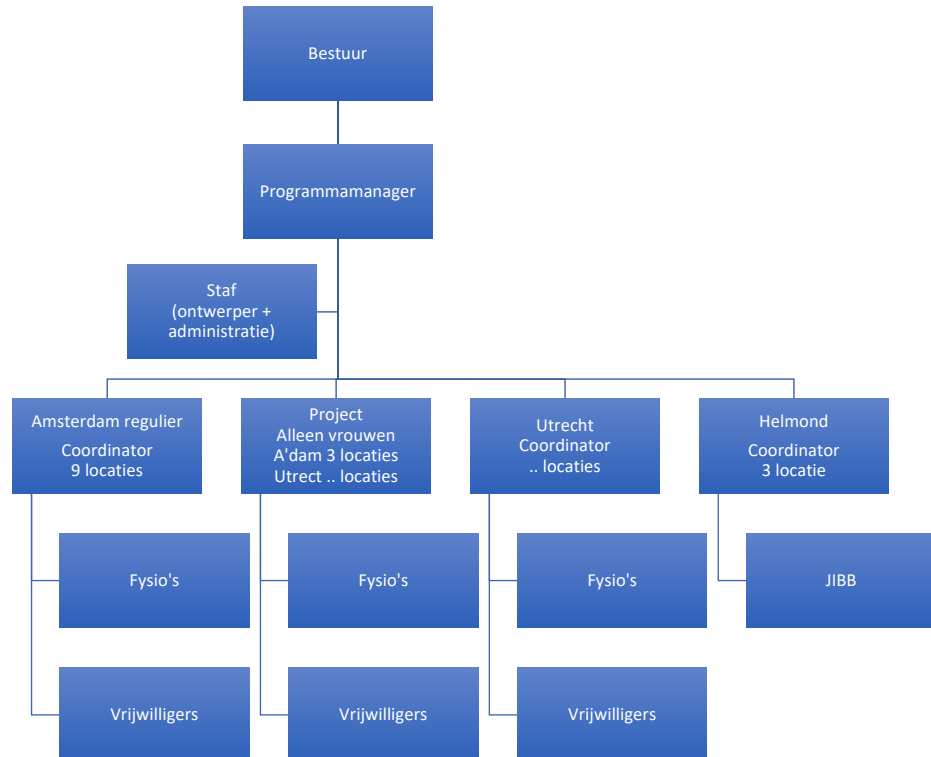 Bestuur
Programmamanager
Staf
(ontwerper +
administratie)
Amsterdam regulier
Coordinator
9 locaties
Project
Alleen vrouwen
A'dam 3 locaties
Utrect .. locaties
Utrecht
Coordinator
.. locaties
Helmond
Coordinator
3 locatie
Fysio's
Fysio's
Fysio's
JIBB
Vrijwilligers
Vrijwilligers
Vrijwilligers